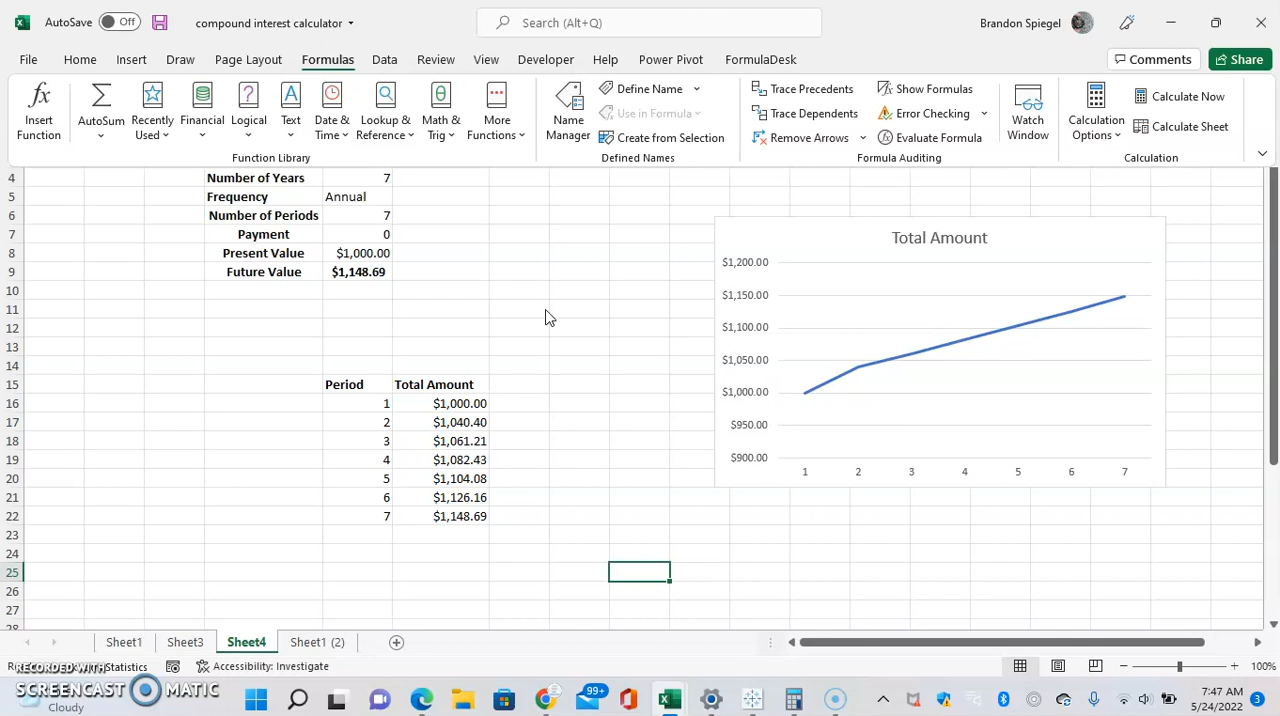 AutoSave Off compound interest calculator Search (Alt+Q) Brandon Spiegel
File Home Insert Draw Page Layout Formulas Data Review View Developer Help Power Pivot FormulaDesk Comments Share
Insert Function
AutoSum
Recently Used
Financial
Logical
Text
Date & Time
Lookup & Reference
Math & Trig
More Functions
Function Library
Name Manager
Define Name
Use in Formula
Create from Selection
Defined Names
Trace Precedents
Trace Dependents
Remove Arrows
Show Formulas
Error Checking
Evaluate Formula
Formula Auditing
Watch Window
Calculation Options
Calculate Now
Calculate Sheet
Calculation
4 Number of Years 7
5 Frequency Annual
6 Number of Periods 7
7 Payment 0
8 Present Value $1,000.00
9 Future Value $1,148.69
10
11
12
13
14
15 Period Total Amount
16 1 $1,000.00
17 2 $1,040.40
18 3 $1,061.21
19 4 $1,082.43
20 5 $1,104.08
21 6 $1,126.16
22 7 $1,148.69
23
24
25
26
27
28
Total Amount
$1,200.00
$1,150.00
$1,100.00
$1,050.00
$1,000.00
$950.00
$900.00
1 2 3 4 5 6 7
Sheet1 Sheet3 Sheet4 Sheet1 (2)
Statistics Accessibility: Investigate 100%
RECORDED WITH
SCREENCAST MATIC
Cloudy
99+
7:47 AM
5/24/2022
3